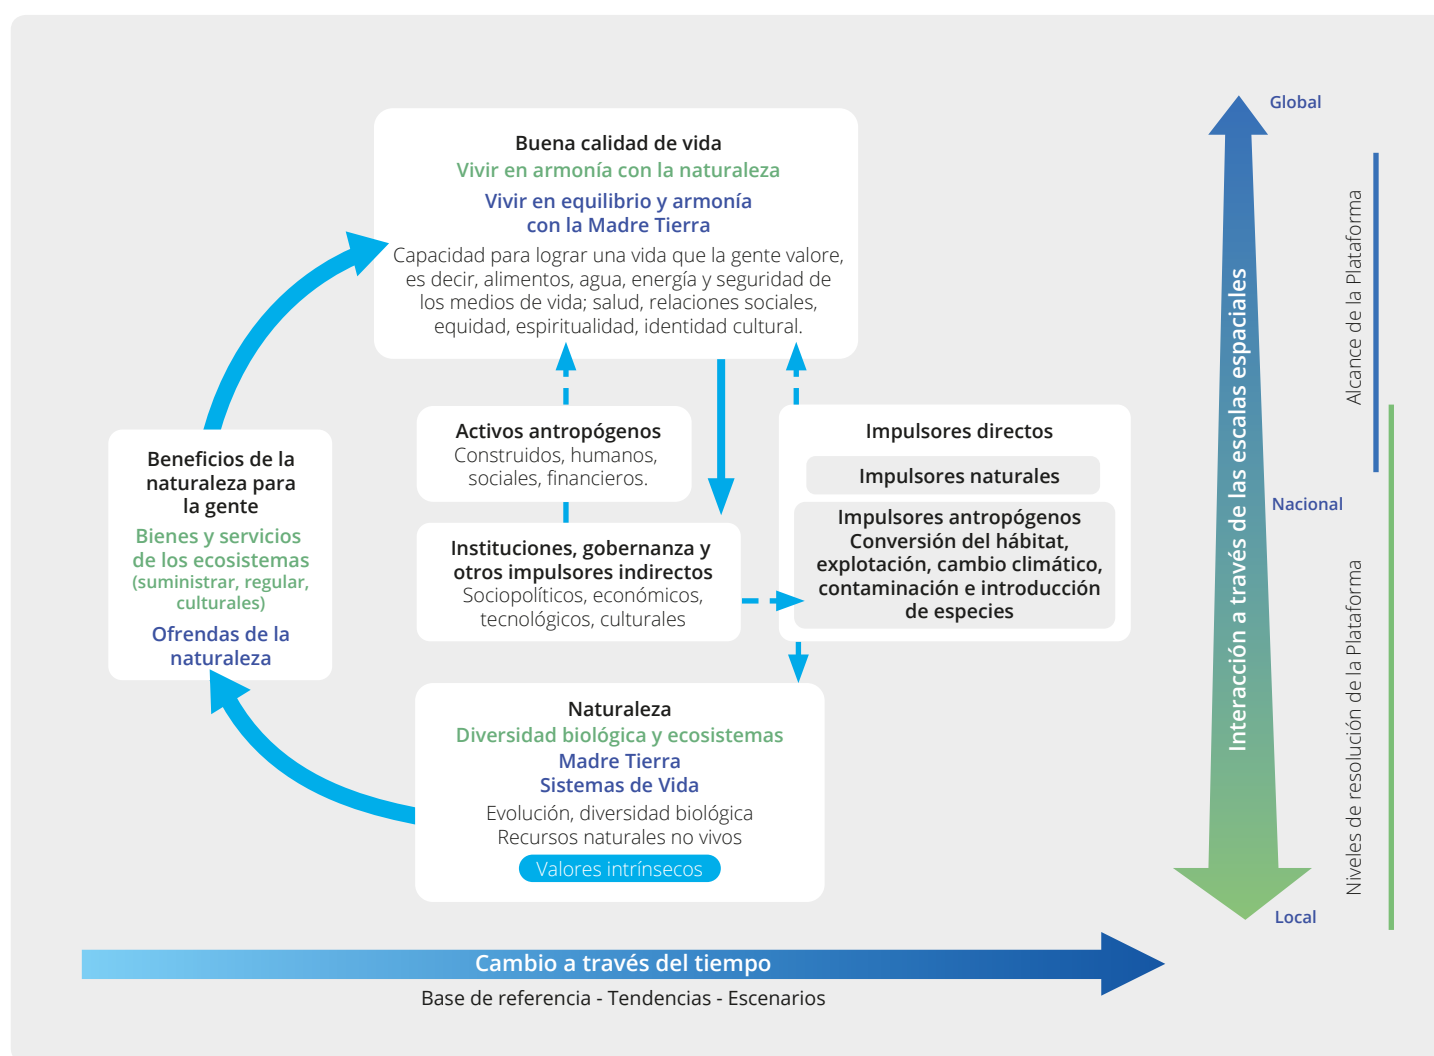 Buena calidad de vida
Vivir en armonía con la naturaleza
Vivir en equilibrio y armonía
con la Madre Tierra
Capacidad para lograr una vida que la gente valore,
es decir, alimentos, agua, energía y seguridad de
los medios de vida; salud, relaciones sociales,
equidad, espiritualidad, identidad cultural.
Beneficios de la
naturaleza para
la gente
Bienes y servicios
de los ecosistemas
(suministrar, regular,
culturales)
Ofrendas de la
naturaleza
Activos antropógenos
Construidos, humanos,
sociales, financieros.
Instituciones, gobernanza y
otros impulsores indirectos
Sociopolíticos, económicos,
tecnológicos, culturales
Impulsores directos
Impulsores naturales
Impulsores antropógenos
Conversión del hábitat,
explotación, cambio climático,
contaminación e introducción
de especies
Naturaleza
Diversidad biológica y ecosistemas
Madre Tierra
Sistemas de Vida
Evolución, diversidad biológica
Recursos naturales no vivos
Valores intrínsecos
Cambio a través del tiempo
Base de referencia - Tendencias - Escenarios
Global
Nacional
Local
Interacción a través de las escalas espaciales
Alcance de la Plataforma
Niveles de resolución de la Plataforma